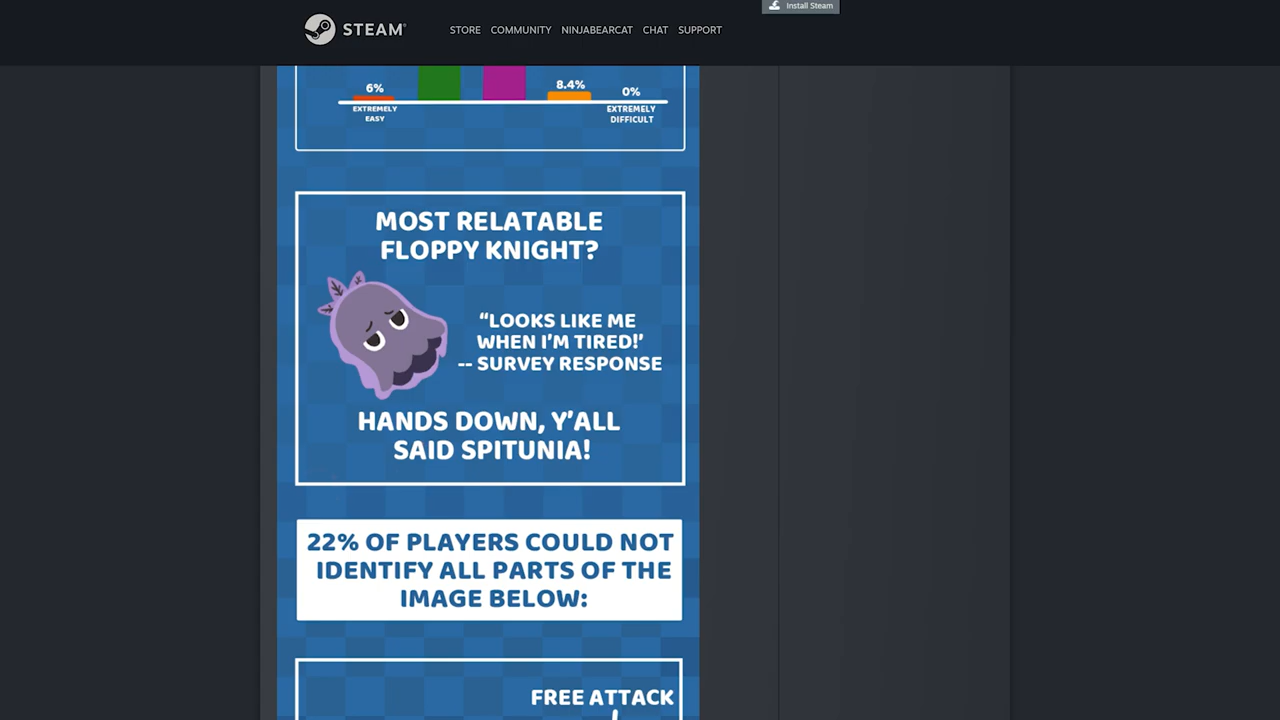 Install Steam
STEAM®
STORE COMMUNITY NINJABEARCAT CHAT SUPPORT
6%
8.4%
0%
EXTREMELY
EASY
EXTREMELY
DIFFICULT
MOST RELATABLE
FLOPPY KNIGHT?
“LOOKS LIKE ME
WHEN I’M TIRED!’
-- SURVEY RESPONSE
HANDS DOWN, Y’ALL
SAID SPITUNIA!
22% OF PLAYERS COULD NOT
IDENTIFY ALL PARTS OF THE
IMAGE BELOW:
FREE ATTACK